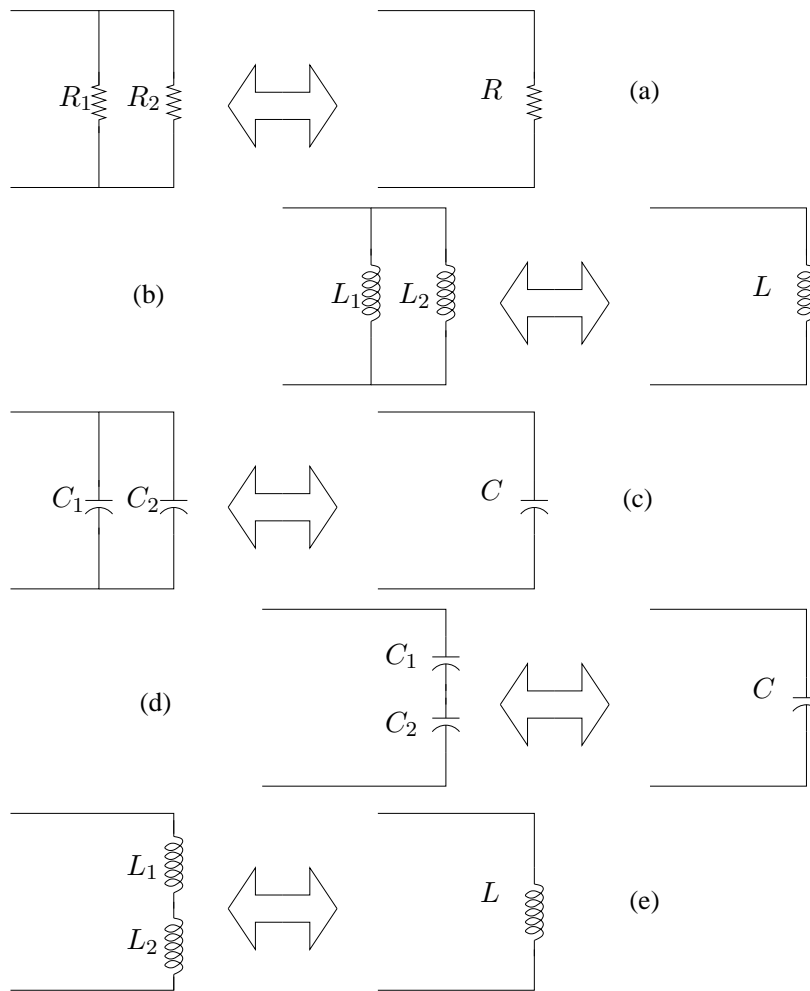 R₁ R₂ R (a)
(b) L₁ L₂ L
C₁ C₂ C (c)
C₁
(d) C₂ C
L₁
L₂ L (e)